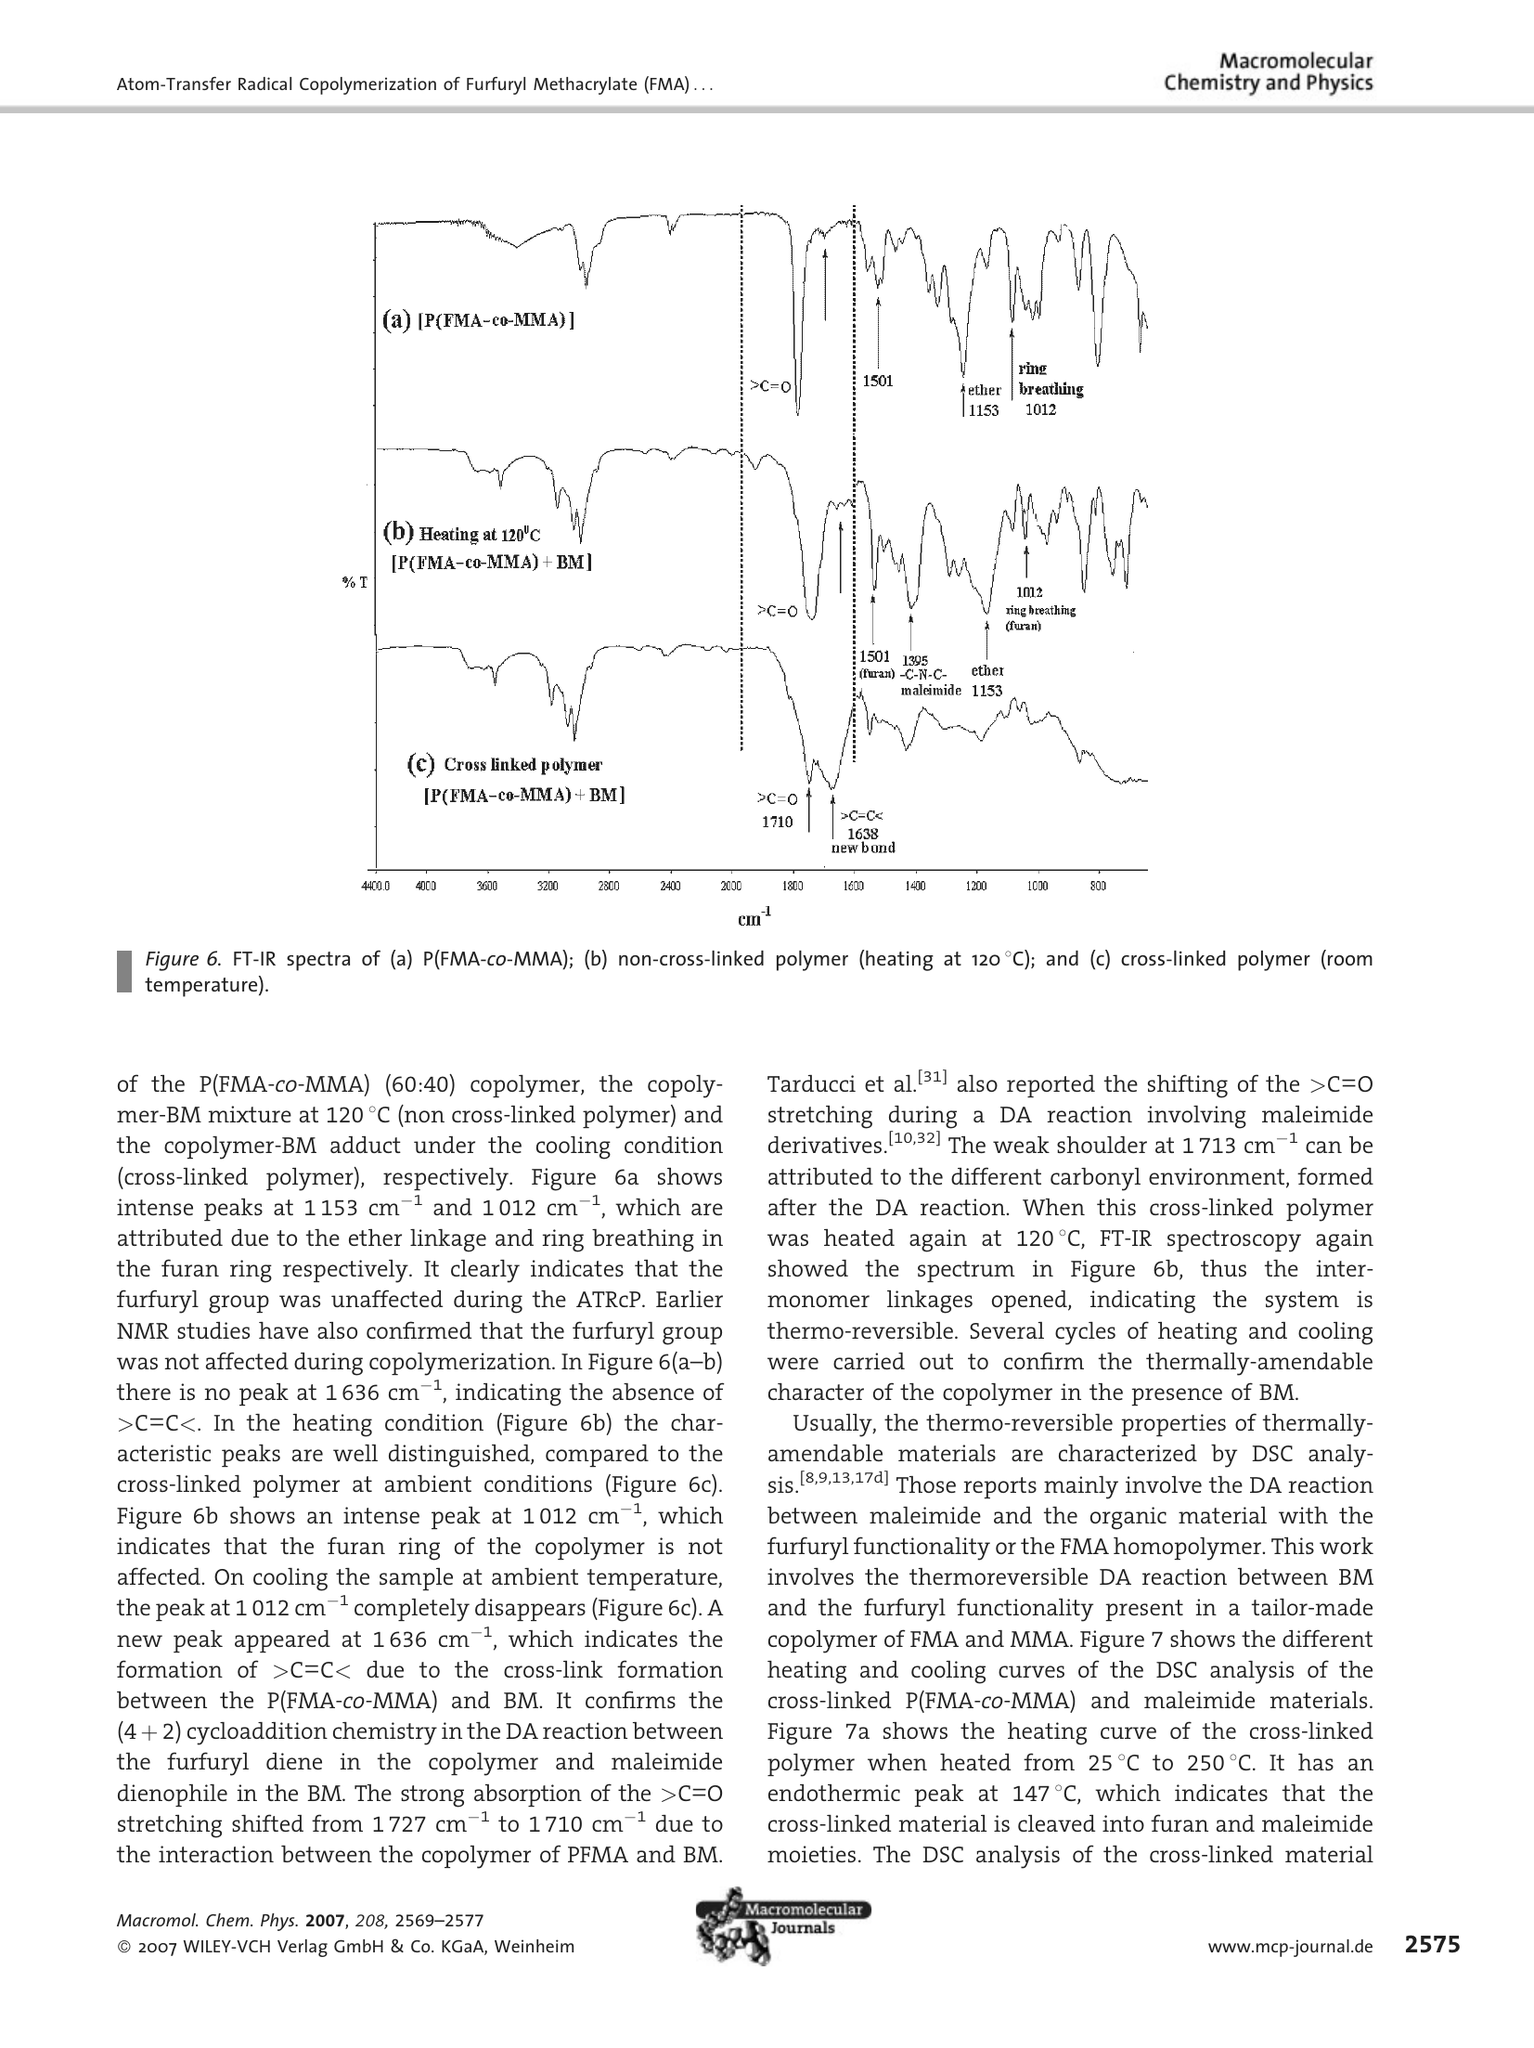 Atom-Transfer Radical Copolymerization of Furfuryl Methacrylate (FMA)...
Macromolecular
Chemistry and Physics
(a) [P(FMA-co-MMA)]
>C=O
1501
ether
1153
ring
breathing
1012
(b) Heating at 120⁰C
[P(FMA-co-MMA)+BM]
% T
>C=O
1012
ring breathing
(furan)
1501
(furan)
1395
-C-N-C-
maleimide
ether
1153
(c) Cross linked polymer
[P(FMA-co-MMA)+BM]
>C=O
1710
>C=C<
1638
new bond
4400.0 4000 3600 3200 2800 2400 2000 1800 1600 1400 1200 1000 800
cm⁻¹
Figure 6. FT-IR spectra of (a) P(FMA-co-MMA); (b) non-cross-linked polymer (heating at 120 °C); and (c) cross-linked polymer (room
temperature).
of the P(FMA-co-MMA) (60:40) copolymer, the copoly-
mer-BM mixture at 120 °C (non cross-linked polymer) and
the copolymer-BM adduct under the cooling condition
(cross-linked polymer), respectively. Figure 6a shows
intense peaks at 1 153 cm⁻¹ and 1 012 cm⁻¹, which are
attributed due to the ether linkage and ring breathing in
the furan ring respectively. It clearly indicates that the
furfuryl group was unaffected during the ATRcP. Earlier
NMR studies have also confirmed that the furfuryl group
was not affected during copolymerization. In Figure 6(a–b)
there is no peak at 1 636 cm⁻¹, indicating the absence of
>C=C<. In the heating condition (Figure 6b) the char-
acteristic peaks are well distinguished, compared to the
cross-linked polymer at ambient conditions (Figure 6c).
Figure 6b shows an intense peak at 1 012 cm⁻¹, which
indicates that the furan ring of the copolymer is not
affected. On cooling the sample at ambient temperature,
the peak at 1 012 cm⁻¹ completely disappears (Figure 6c). A
new peak appeared at 1 636 cm⁻¹, which indicates the
formation of >C=C< due to the cross-link formation
between the P(FMA-co-MMA) and BM. It confirms the
(4 + 2) cycloaddition chemistry in the DA reaction between
the furfuryl diene in the copolymer and maleimide
dienophile in the BM. The strong absorption of the >C=O
stretching shifted from 1 727 cm⁻¹ to 1 710 cm⁻¹ due to
the interaction between the copolymer of PFMA and BM.
Tarducci et al.[31] also reported the shifting of the >C=O
stretching during a DA reaction involving maleimide
derivatives.[10,32] The weak shoulder at 1 713 cm⁻¹ can be
attributed to the different carbonyl environment, formed
after the DA reaction. When this cross-linked polymer
was heated again at 120 °C, FT-IR spectroscopy again
showed the spectrum in Figure 6b, thus the inter-
monomer linkages opened, indicating the system is
thermo-reversible. Several cycles of heating and cooling
were carried out to confirm the thermally-amendable
character of the copolymer in the presence of BM.
Usually, the thermo-reversible properties of thermally-
amendable materials are characterized by DSC analy-
sis.[8,9,13,17d] Those reports mainly involve the DA reaction
between maleimide and the organic material with the
furfuryl functionality or the FMA homopolymer. This work
involves the thermoreversible DA reaction between BM
and the furfuryl functionality present in a tailor-made
copolymer of FMA and MMA. Figure 7 shows the different
heating and cooling curves of the DSC analysis of the
cross-linked P(FMA-co-MMA) and maleimide materials.
Figure 7a shows the heating curve of the cross-linked
polymer when heated from 25 °C to 250 °C. It has an
endothermic peak at 147 °C, which indicates that the
cross-linked material is cleaved into furan and maleimide
moieties. The DSC analysis of the cross-linked material
Macromol. Chem. Phys. 2007, 208, 2569–2577
© 2007 WILEY-VCH Verlag GmbH & Co. KGaA, Weinheim
Macromolecular
Journals
www.mcp-journal.de 2575